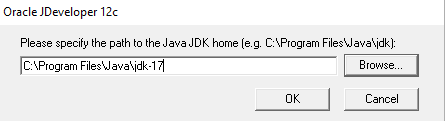 Oracle JDeveloper 12c
Please specify the path to the Java JDK home (e.g. C:\Program Files\Java\jdk):
C:\Program Files\Java\jdk-17
Browse...
OK
Cancel